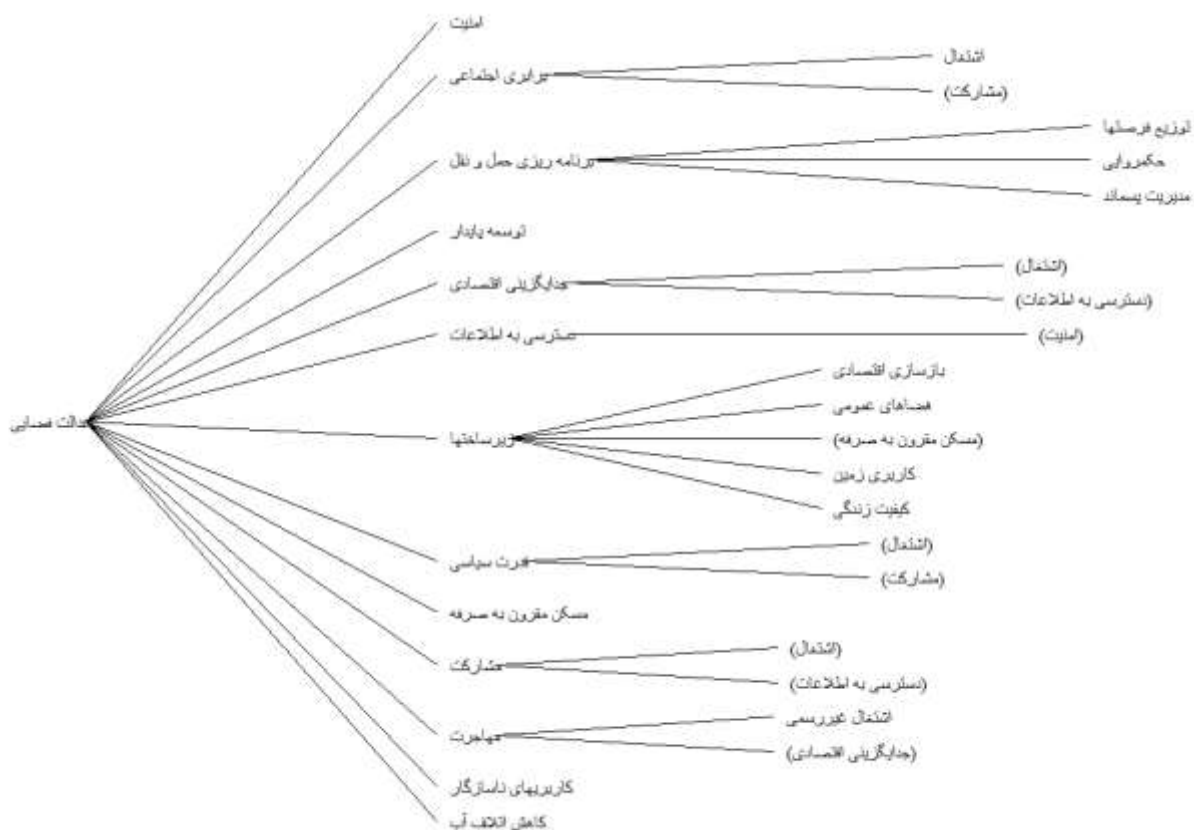 عدالت فضایی
امنیت
برابری اجتماعی
اشتغال
(مشارکت)
برنامه ریزی حمل و نقل
توزیع فرصتها
حکمروایی
مدیریت پسماند
توسعه پایدار
جدایگزینی اقتصادی
(اشتغال)
(دسترسی به اطلاعات)
دسترسی به اطلاعات
(امنیت)
زیرساختها
بازسازی اقتصادی
فضاهای عمومی
(مسکن مقرون به صرفه)
کاربری زمین
کیفیت زندگی
قدرت سیاسی
(اشتغال)
(مشارکت)
مسکن مقرون به صرفه
مشارکت
(اشتغال)
(دسترسی به اطلاعات)
مهاجرت
اشتغال غیررسمی
(جدایگزینی اقتصادی)
کاربریهای ناسازگار
کاهش اتلاف آب